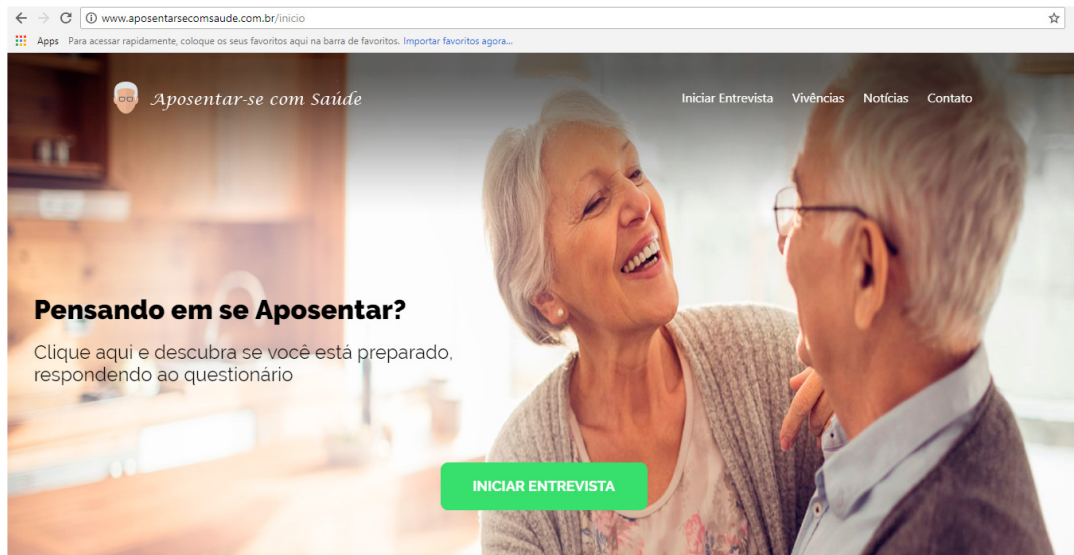 www.aposentarsecomsaude.com.br/inicio
Apps Para acessar rapidamente, coloque os seus favoritos aqui na barra de favoritos. Importar favoritos agora...
Aposentar-se com Saúde
Iniciar Entrevista Vivências Notícias Contato
Pensando em se Aposentar?
Clique aqui e descubra se você está preparado,
respondendo ao questionário
INICIAR ENTREVISTA